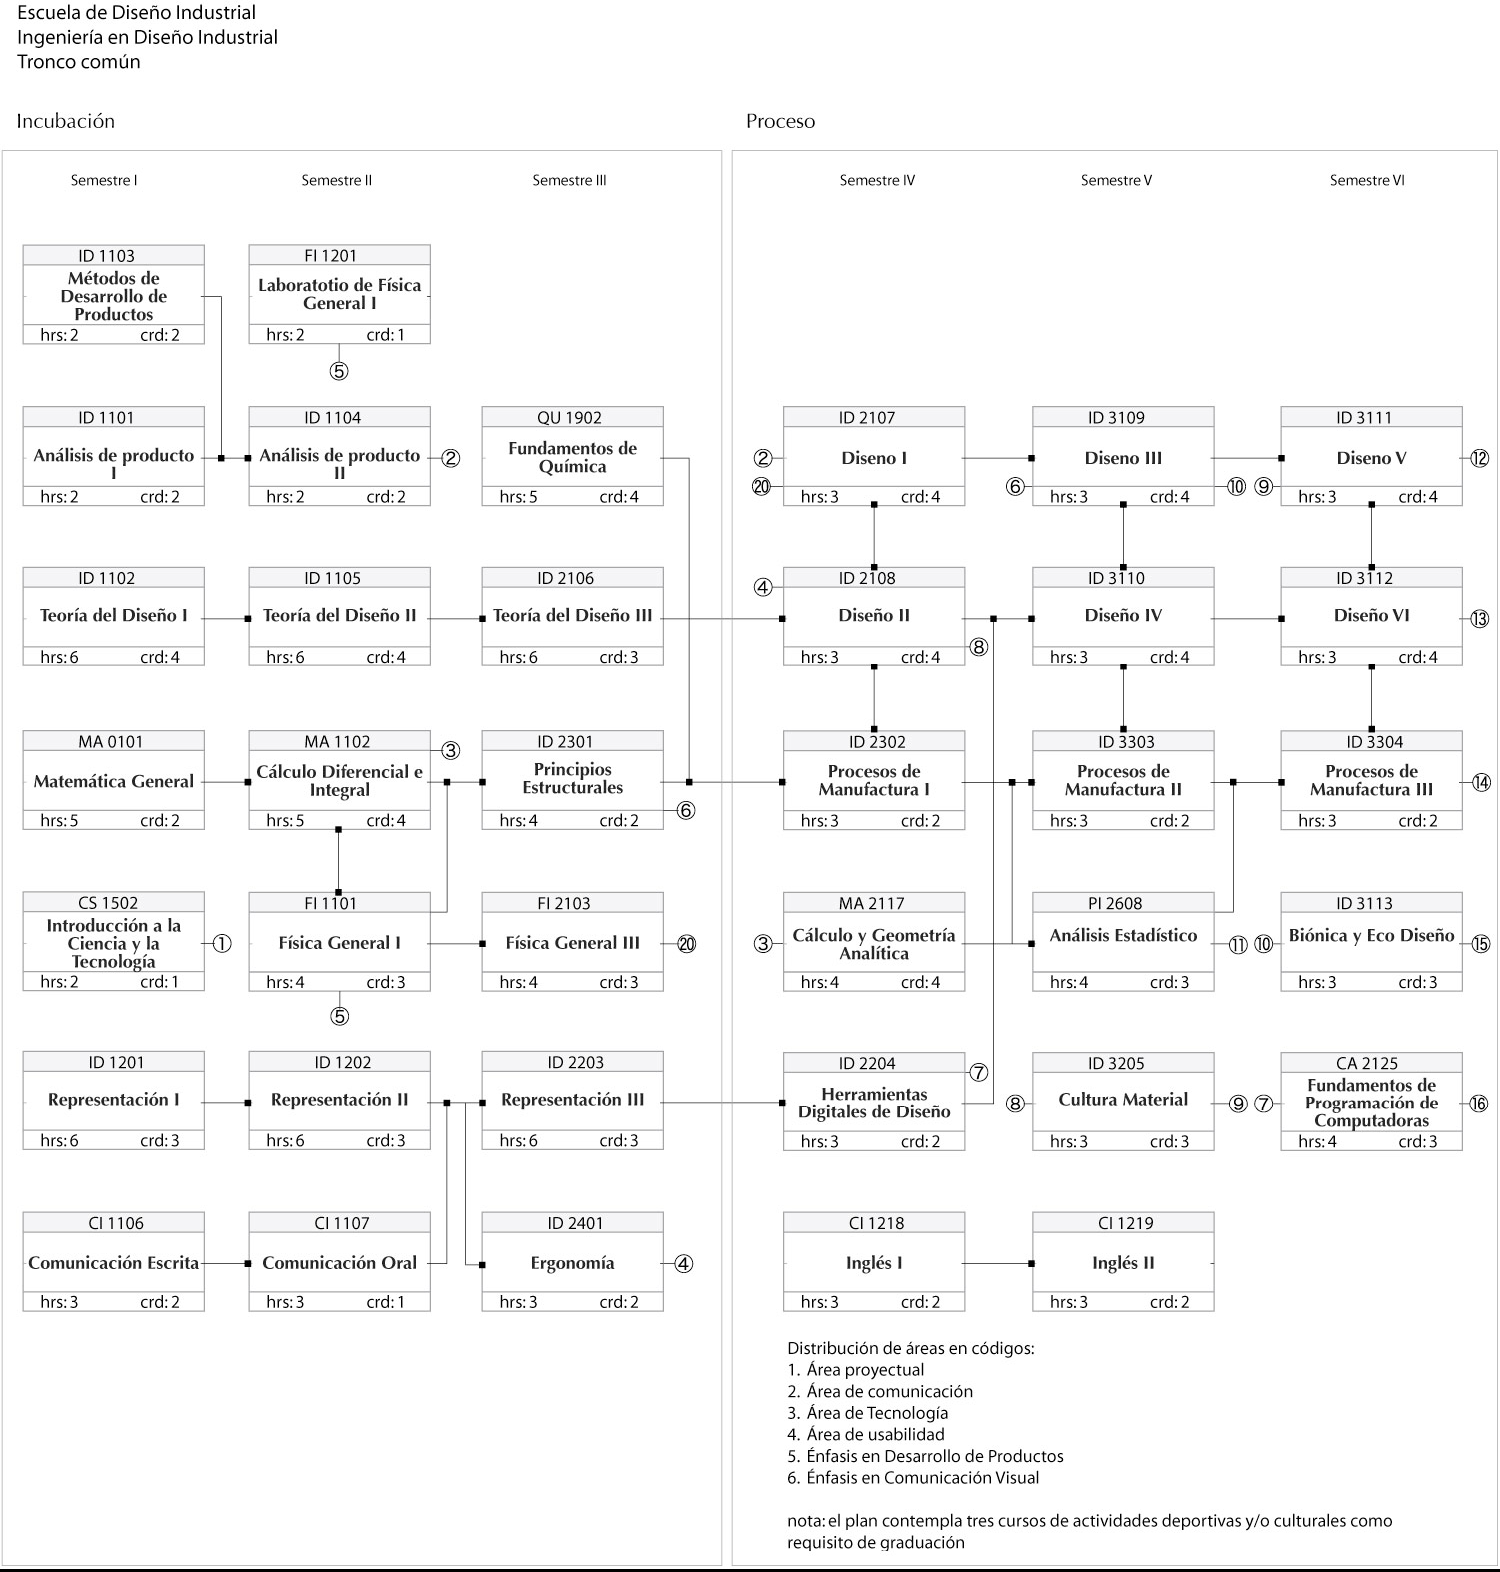 Escuela de Diseño Industrial
Ingeniería en Diseño Industrial
Tronco común
Incubación
Semestre I
Semestre II
Semestre III
ID 1103
Métodos de
Desarrollo de
Productos
hrs: 2 crd: 2
FI 1201
Laboratotio de Física
General I
hrs: 2 crd: 1
⑤
ID 1101
Análisis de producto
I
hrs: 2 crd: 2
ID 1104
Análisis de producto
II
hrs: 2 crd: 2
②
QU 1902
Fundamentos de
Química
hrs: 5 crd: 4
ID 1102
Teoría del Diseño I
hrs: 6 crd: 4
ID 1105
Teoría del Diseño II
hrs: 6 crd: 4
ID 2106
Teoría del Diseño III
hrs: 6 crd: 3
MA 0101
Matemática General
hrs: 5 crd: 2
MA 1102
Cálculo Diferencial e
Integral
hrs: 5 crd: 4
③
ID 2301
Principios
Estructurales
hrs: 4 crd: 2
⑥
CS 1502
Introducción a la
Ciencia y la
Tecnología
hrs: 2 crd: 1
①
FI 1101
Física General I
hrs: 4 crd: 3
⑤
FI 2103
Física General III
hrs: 4 crd: 3
⑳
ID 1201
Representación I
hrs: 6 crd: 3
ID 1202
Representación II
hrs: 6 crd: 3
ID 2203
Representación III
hrs: 6 crd: 3
CI 1106
Comunicación Escrita
hrs: 3 crd: 2
CI 1107
Comunicación Oral
hrs: 3 crd: 1
ID 2401
Ergonomía
hrs: 3 crd: 2
④
Proceso
Semestre IV
Semestre V
Semestre VI
②
⑳
ID 2107
Diseno I
hrs: 3 crd: 4
⑥
ID 3109
Diseno III
hrs: 3 crd: 4
⑩
⑨
ID 3111
Diseno V
hrs: 3 crd: 4
⑫
④
ID 2108
Diseño II
hrs: 3 crd: 4
⑧
ID 3110
Diseño IV
hrs: 3 crd: 4
ID 3112
Diseño VI
hrs: 3 crd: 4
⑬
ID 2302
Procesos de
Manufactura I
hrs: 3 crd: 2
ID 3303
Procesos de
Manufactura II
hrs: 3 crd: 2
ID 3304
Procesos de
Manufactura III
hrs: 3 crd: 2
⑭
③
MA 2117
Cálculo y Geometría
Analítica
hrs: 4 crd: 4
PI 2608
Análisis Estadístico
hrs: 4 crd: 3
⑪
⑩
ID 3113
Biónica y Eco Diseño
hrs: 3 crd: 3
⑮
ID 2204
Herramientas
Digitales de Diseño
hrs: 3 crd: 2
⑦
⑧
ID 3205
Cultura Material
hrs: 3 crd: 3
⑨
⑦
CA 2125
Fundamentos de
Programación de
Computadoras
hrs: 4 crd: 3
⑯
CI 1218
Inglés I
hrs: 3 crd: 2
CI 1219
Inglés II
hrs: 3 crd: 2
Distribución de áreas en códigos:
1. Área proyectual
2. Área de comunicación
3. Área de Tecnología
4. Área de usabilidad
5. Énfasis en Desarrollo de Productos
6. Énfasis en Comunicación Visual
nota: el plan contempla tres cursos de actividades deportivas y/o culturales como
requisito de graduación